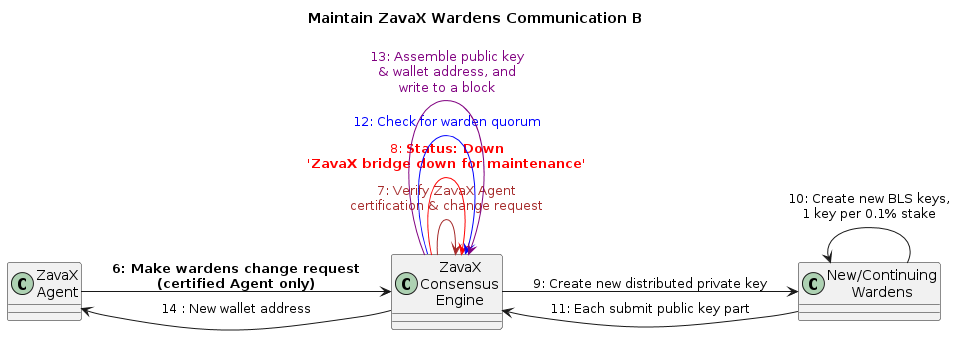 Maintain ZavaX Wardens Communication B
13: Assemble public key
& wallet address, and
write to a block
12: Check for warden quorum
8: Status: Down
'ZavaX bridge down for maintenance'
7: Verify ZavaX Agent
certification & change request
10: Create new BLS keys,
1 key per 0.1% stake
C
ZavaX
Agent
6: Make wardens change request
(certified Agent only)
14 : New wallet address
C
ZavaX
Consensus
Engine
9: Create new distributed private key
11: Each submit public key part
C
New/Continuing
Wardens